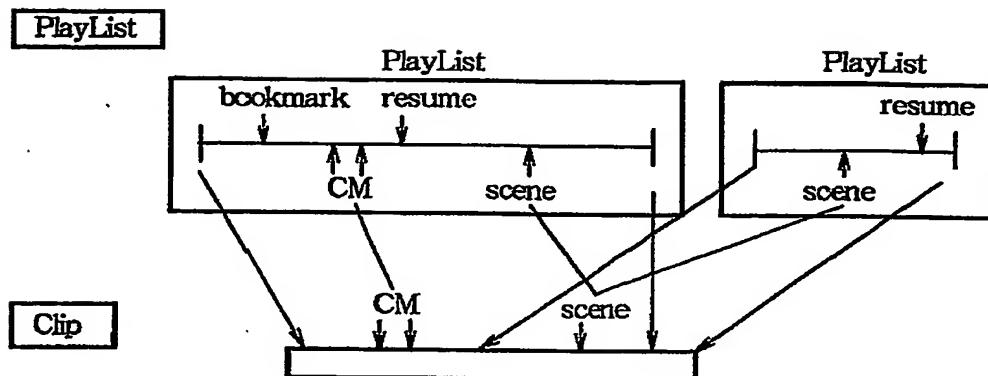 PlayList
PlayList PlayList
bookmark resume
resume
CM scene
scene
CM scene
Clip